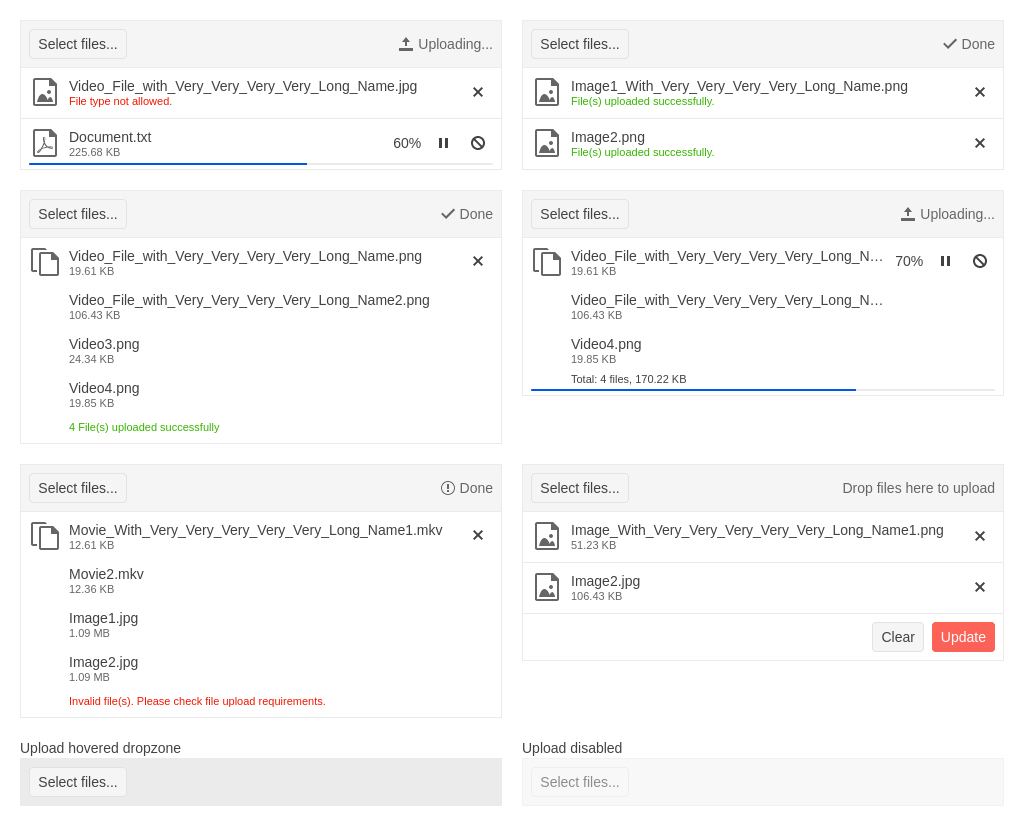 Select files...
Uploading...
Video_File_with_Very_Very_Very_Very_Long_Name.jpg
File type not allowed.
Document.txt
225.68 KB
60%
Select files...
Done
Image1_With_Very_Very_Very_Very_Long_Name.png
File(s) uploaded successfully.
Image2.png
File(s) uploaded successfully.
Select files...
Done
Video_File_with_Very_Very_Very_Very_Long_Name.png
19.61 KB
Video_File_with_Very_Very_Very_Very_Long_Name2.png
106.43 KB
Video3.png
24.34 KB
Video4.png
19.85 KB
4 File(s) uploaded successfully
Select files...
Uploading...
Video_File_with_Very_Very_Very_Very_Long_N...
70%
19.61 KB
Video_File_with_Very_Very_Very_Very_Long_N...
106.43 KB
Video4.png
19.85 KB
Total: 4 files, 170.22 KB
Select files...
Done
Movie_With_Very_Very_Very_Very_Very_Long_Name1.mkv
12.61 KB
Movie2.mkv
12.36 KB
Image1.jpg
1.09 MB
Image2.jpg
1.09 MB
Invalid file(s). Please check file upload requirements.
Select files...
Drop files here to upload
Image_With_Very_Very_Very_Very_Very_Long_Name1.png
51.23 KB
Image2.jpg
106.43 KB
Clear
Update
Upload hovered dropzone
Select files...
Upload disabled
Select files...